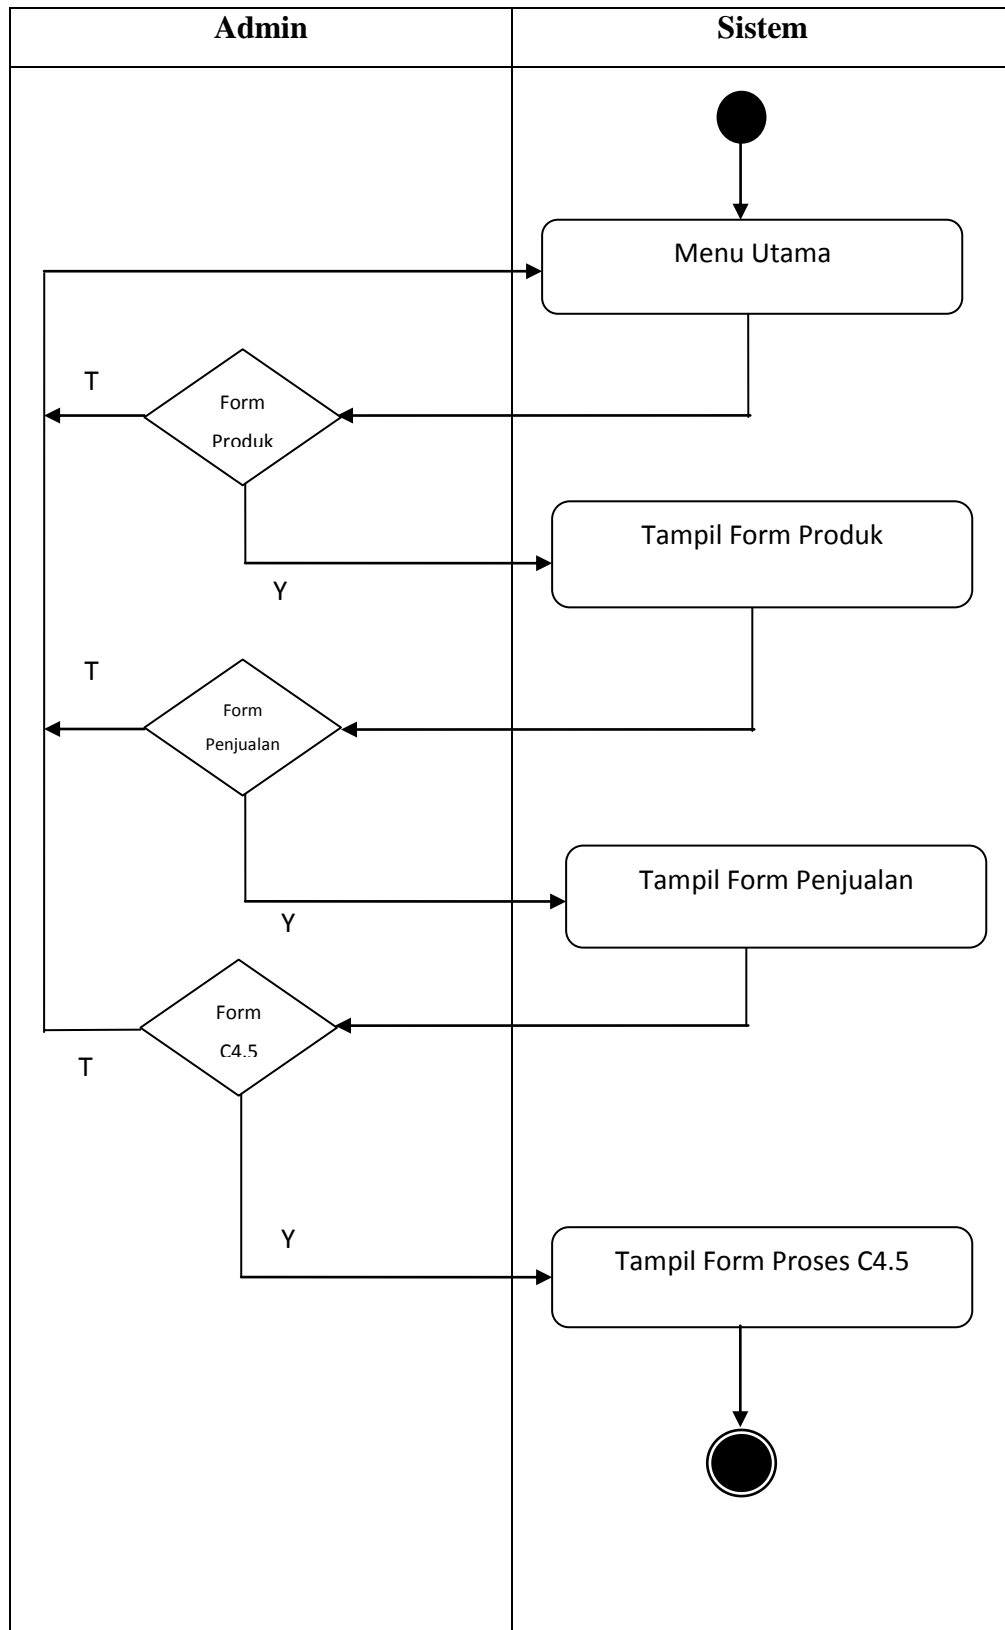 Admin
Sistem
Menu Utama
T
Form
Produk
Tampil Form Produk
Y
T
Form
Penjualan
Tampil Form Penjualan
Y
Form
C4.5
T
Y
Tampil Form Proses C4.5